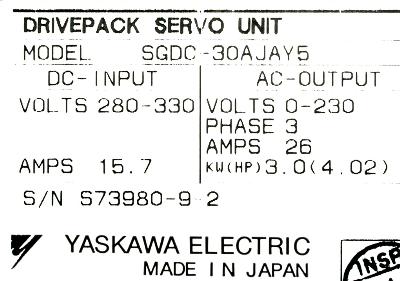 DRIVEPACK SERVO UNIT
MODEL SGDC-30AJAY5
DC-INPUT AC-OUTPUT
VOLTS 280-330 VOLTS 0-230
PHASE 3
AMPS 26
AMPS 15.7 KW(HP)3.0(4.02)
S/N S73980-9 2
YASKAWA ELECTRIC
MADE IN JAPAN
INSP